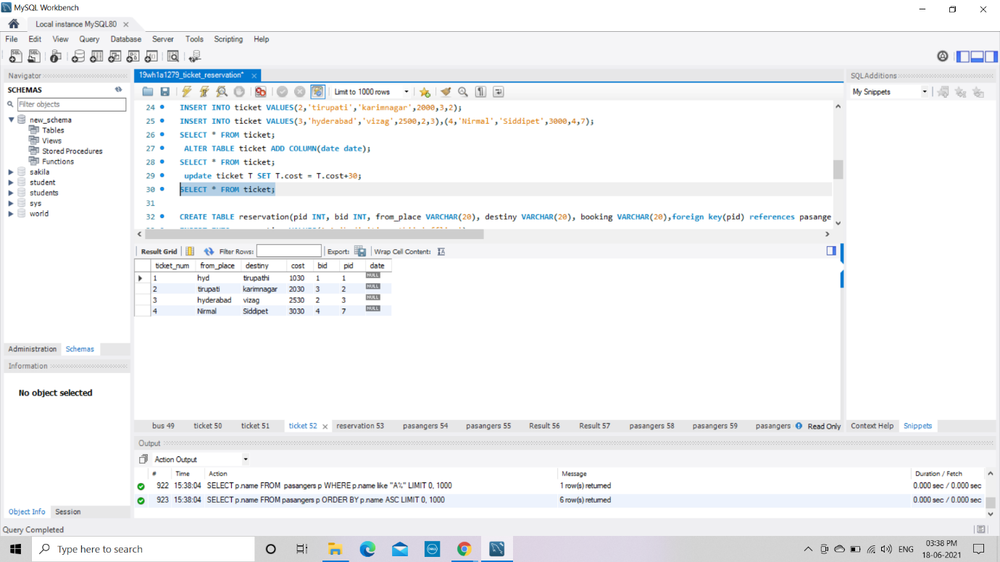 MySQL Workbench
Local instance MySQL80
File Edit View Query Database Server Tools Scripting Help
Navigator
SCHEMAS
Filter objects
new_schema
Tables
Views
Stored Procedures
Functions
sakila
student
students
sys
world
Administration Schemas
Information
No object selected
Object Info Session
19wh1a1279_ticket_reservation*
Limit to 1000 rows
24 INSERT INTO ticket VALUES(2,'tirupati','karimnagar',2000,3,2);
25 INSERT INTO ticket VALUES(3,'hyderabad','vizag',2500,2,3),(4,'Nirmal','Siddipet',3000,4,7);
26 SELECT * FROM ticket;
27 ALTER TABLE ticket ADD COLUMN(date date);
28 SELECT * FROM ticket;
29 update ticket T SET T.cost = T.cost+30;
30 SELECT * FROM ticket;
31
32 CREATE TABLE reservation(pid INT, bid INT, from_place VARCHAR(20), destiny VARCHAR(20), booking VARCHAR(20),foreign key(pid) references pasange
Result Grid Filter Rows: Export: Wrap Cell Content:
ticket_num from_place destiny cost bid pid date
1 hyd tirupathi 1030 1 1 NULL
2 tirupati karimnagar 2030 3 2 NULL
3 hyderabad vizag 2530 2 3 NULL
4 Nirmal Siddipet 3030 4 7 NULL
bus 49 ticket 50 ticket 51 ticket 52 reservation 53 pasangers 54 pasangers 55 Result 56 Result 57 pasangers 58 pasangers 59 pasangers Read Only
Output
Action Output
# Time Action Message Duration / Fetch
922 15:38:04 SELECT p.name FROM pasangers p WHERE p.name like "A%" LIMIT 0, 1000 1 row(s) returned 0.000 sec / 0.000 sec
923 15:38:04 SELECT p.name FROM pasangers p ORDER BY p.name ASC LIMIT 0, 1000 6 row(s) returned 0.000 sec / 0.000 sec
SQLAdditions
My Snippets
Context Help Snippets
Query Completed
Type here to search
DELL
ENG
03:38 PM
18-06-2021